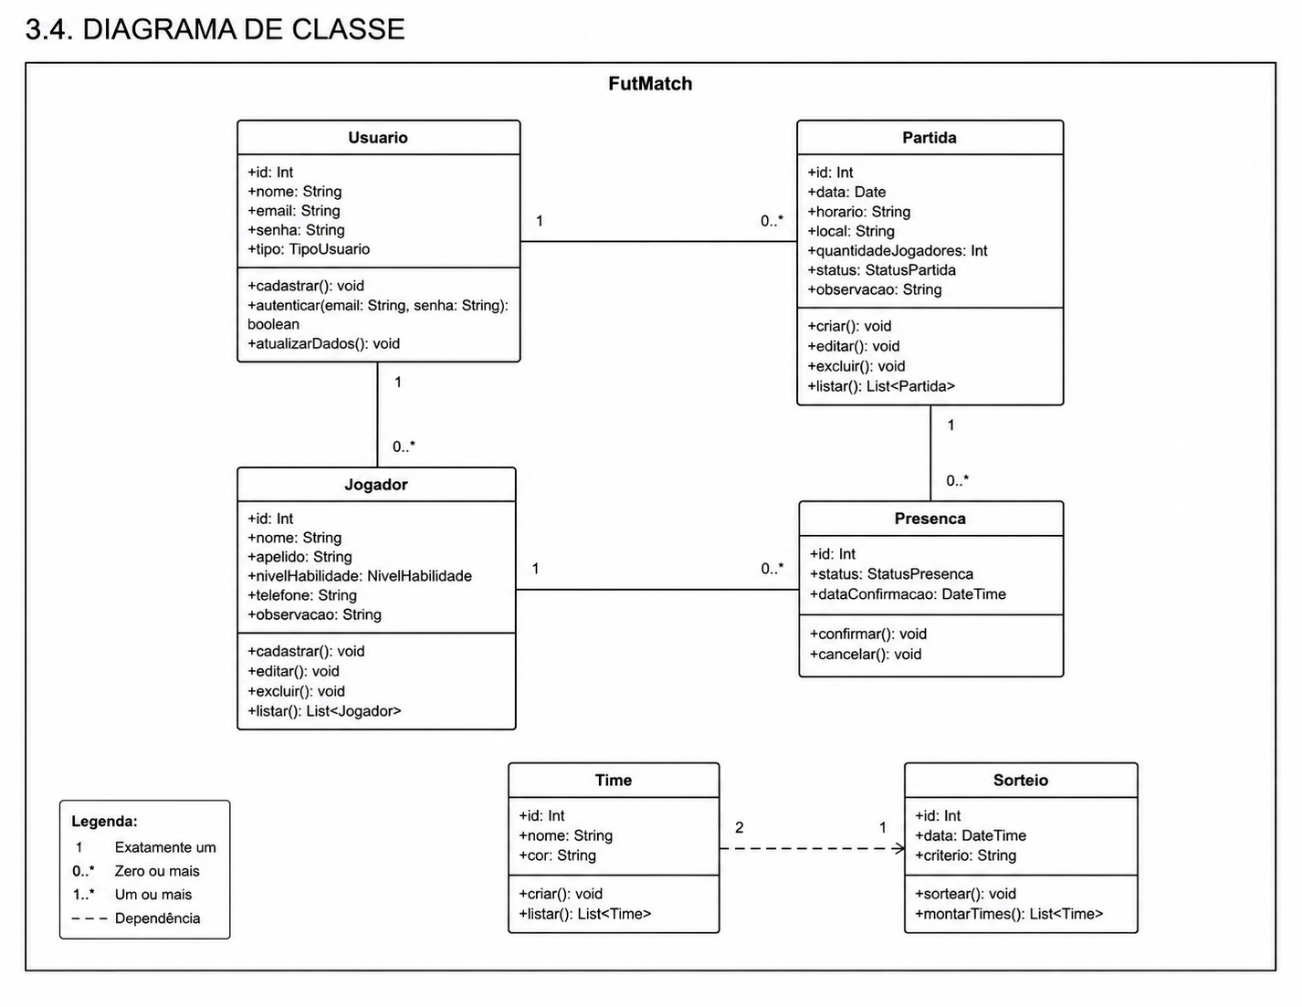 3.4. DIAGRAMA DE CLASSE
FutMatch
Usuario
+id: Int
+nome: String
+email: String
+senha: String
+tipo: TipoUsuario
+cadastrar(): void
+autenticar(email: String, senha: String):
boolean
+atualizarDados(): void
1
0..*
Partida
+id: Int
+data: Date
+horario: String
+local: String
+quantidadeJogadores: Int
+status: StatusPartida
+observacao: String
+criar(): void
+editar(): void
+excluir(): void
+listar(): List<Partida>
1
0..*
1
0..*
Jogador
+id: Int
+nome: String
+apelido: String
+nivelHabilidade: NivelHabilidade
+telefone: String
+observacao: String
+cadastrar(): void
+editar(): void
+excluir(): void
+listar(): List<Jogador>
1
0..*
Presenca
+id: Int
+status: StatusPresenca
+dataConfirmacao: DateTime
+confirmar(): void
+cancelar(): void
Time
+id: Int
+nome: String
+cor: String
+criar(): void
+listar(): List<Time>
2
1
Sorteio
+id: Int
+data: DateTime
+criterio: String
+sortear(): void
+montarTimes(): List<Time>
Legenda:
1 Exatamente um
0..* Zero ou mais
1..* Um ou mais
--- Dependência